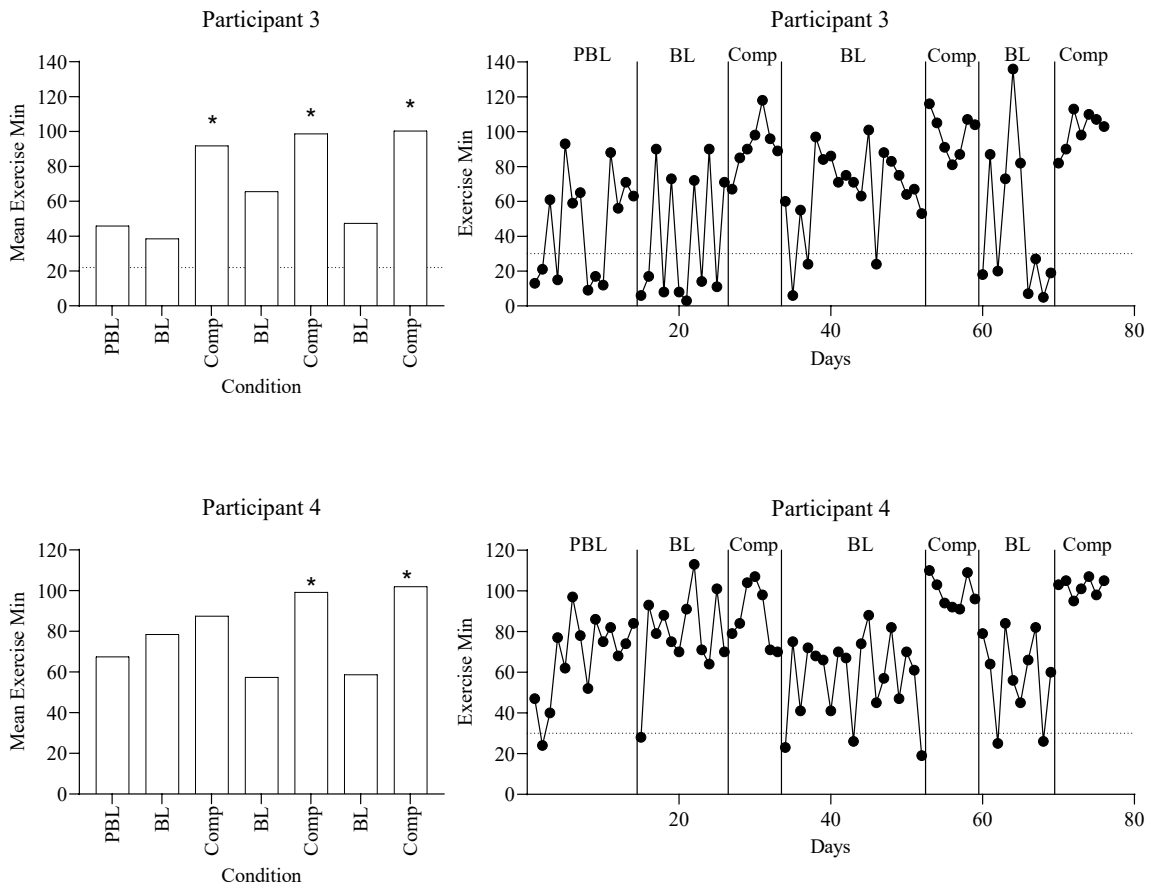 Participant 3
Mean Exercise Min
140
120
100
80
60
40
20
0
*
*
*
PBL
BL
Comp
BL
Comp
BL
Comp
Condition
Participant 3
PBL
BL
Comp
BL
Comp
BL
Comp
Exercise Min
140
120
100
80
60
40
20
0
20
40
60
80
Days
Participant 4
Mean Exercise Min
120
100
80
60
40
20
0
*
*
PBL
BL
Comp
BL
Comp
BL
Comp
Condition
Participant 4
PBL
BL
Comp
BL
Comp
BL
Comp
Exercise Min
120
100
80
60
40
20
0
20
40
60
80
Days